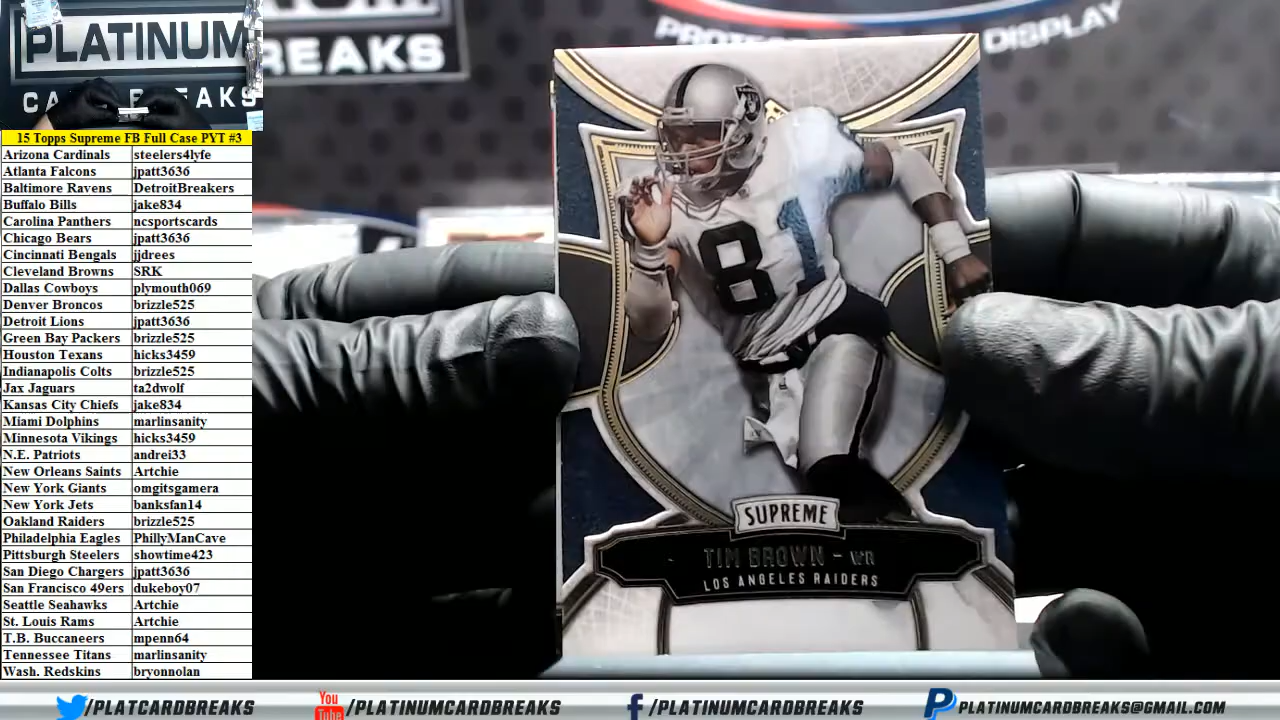 PLATINUM
CA
EAKS
REAKS
DISPLAY
15 Topps Supreme FB Full Case PYT #3
Arizona Cardinals steelers4lyfe
Atlanta Falcons jpatt3636
Baltimore Ravens DetroitBreakers
Buffalo Bills jake834
Carolina Panthers ncsportscards
Chicago Bears jpatt3636
Cincinnati Bengals jjdrees
Cleveland Browns SRK
Dallas Cowboys plymouth069
Denver Broncos brizzle525
Detroit Lions jpatt3636
Green Bay Packers brizzle525
Houston Texans hicks3459
Indianapolis Colts brizzle525
Jax Jaguars ta2dwolf
Kansas City Chiefs jake834
Miami Dolphins marlinsanity
Minnesota Vikings hicks3459
N.E. Patriots andrei33
New Orleans Saints Artchie
New York Giants omgitsgamera
New York Jets banksfan14
Oakland Raiders brizzle525
Philadelphia Eagles PhillyManCave
Pittsburgh Steelers showtime423
San Diego Chargers jpatt3636
San Francisco 49ers dukeboy07
Seattle Seahawks Artchie
St. Louis Rams Artchie
T.B. Buccaneers mpenn64
Tennessee Titans marlinsanity
Wash. Redskins bryonnolan
81
SUPREME
TIM BROWN - WR
LOS ANGELES RAIDERS
/PLATCARDBREAKS
You Tube /PLATINUMCARDBREAKS
f /PLATINUMCARDBREAKS
P PLATINUMCARDBREAKS@GMAIL.COM